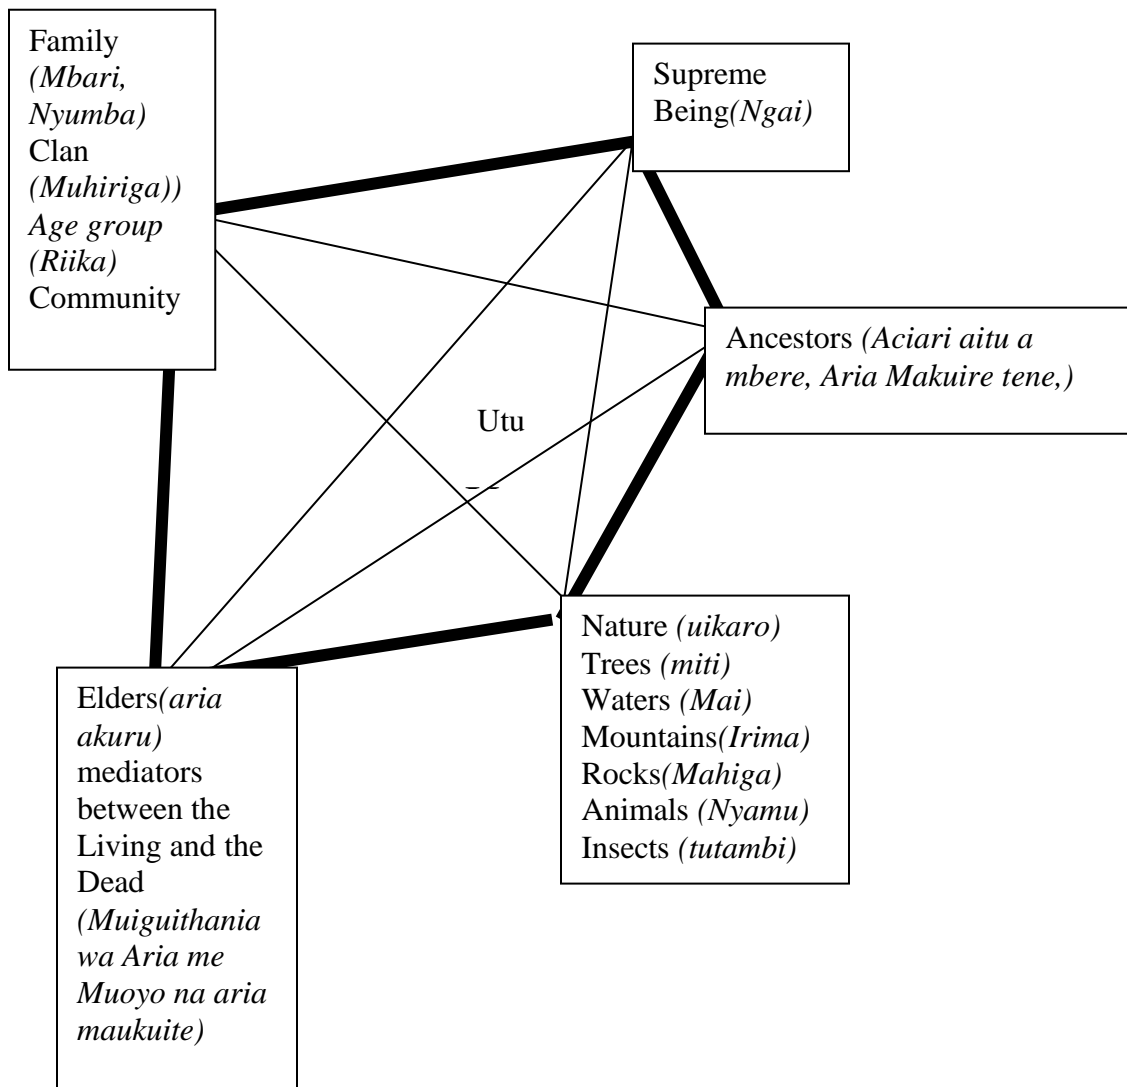 Family
(Mbari,
Nyumba)
Clan
(Muhiriga))
Age group
(Riika)
Community
Supreme
Being(Ngai)
Ancestors (Aciari aitu a
mbere, Aria Makuire tene,)
Utu
Nature (uikaro)
Trees (miti)
Waters (Mai)
Mountains(Irima)
Rocks(Mahiga)
Animals (Nyamu)
Insects (tutambi)
Elders(aria
akuru)
mediators
between the
Living and the
Dead
(Muiguithania
wa Aria me
Muoyo na aria
maukuite)